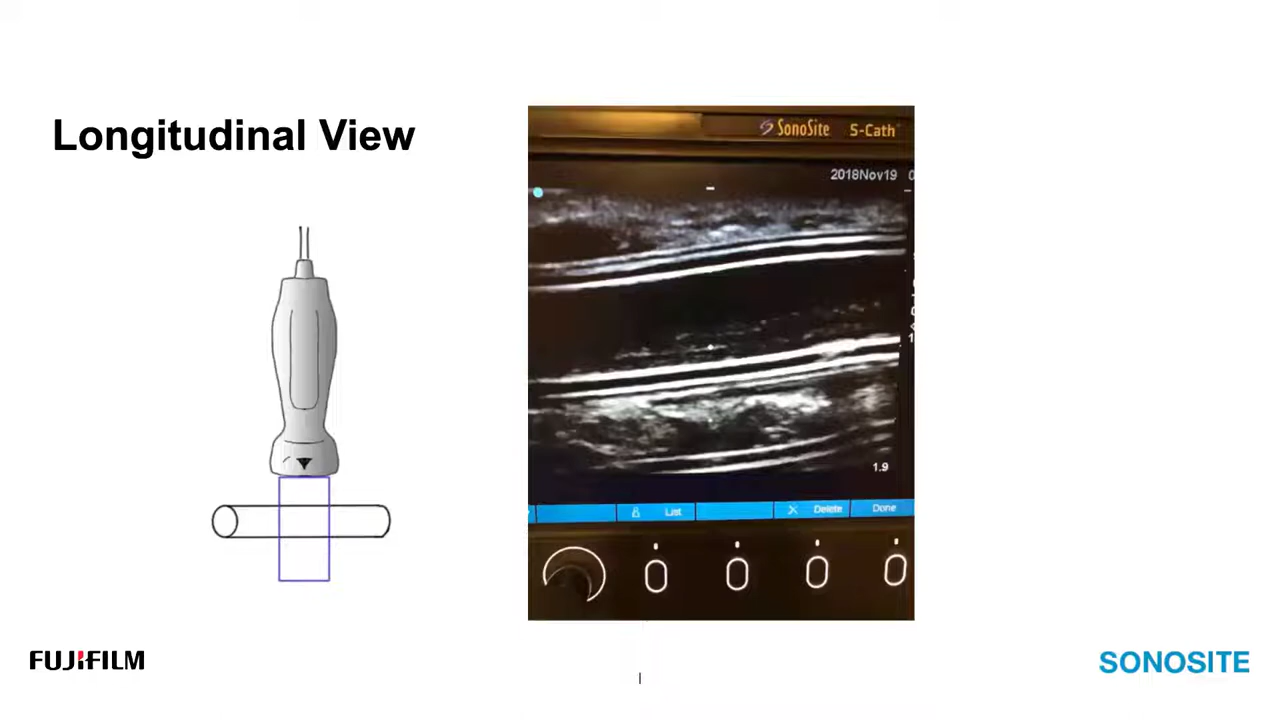 Longitudinal View
SonoSite S-Cath
2018Nov19
1.9
List
Delete
Done
FUJIFILM
SONOSITE